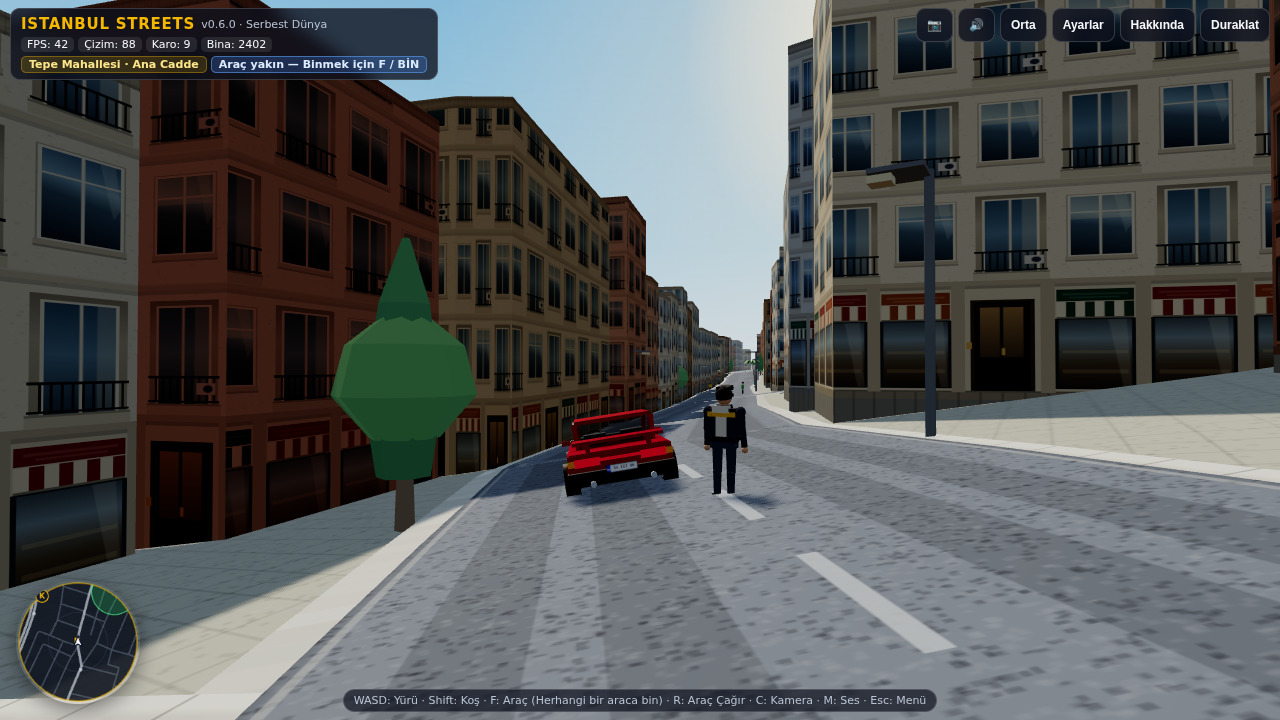 ISTANBUL STREETS v0.6.0 · Serbest Dünya
FPS: 42 Çizim: 88 Karo: 9 Bina: 2402
Tepe Mahallesi · Ana Cadde Araç yakın — Binmek için F / BİN
Orta Ayarlar Hakkında Duraklat
K
WASD: Yürü · Shift: Koş · F: Araç (Herhangi bir araca bin) · R: Araç Çağır · C: Kamera · M: Ses · Esc: Menü